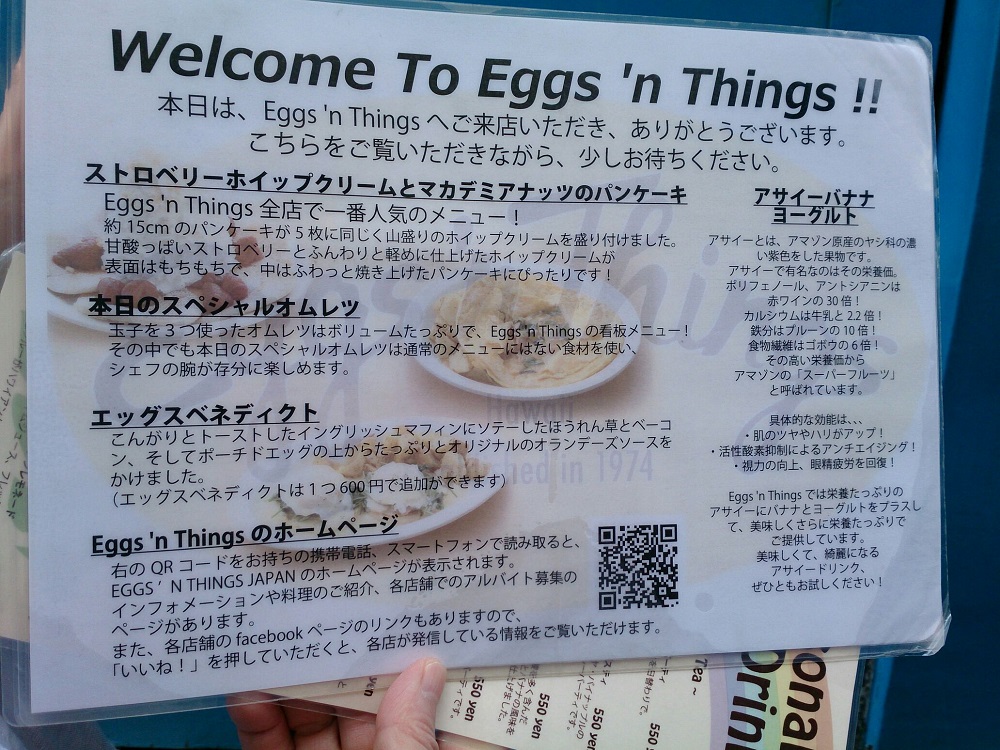 Welcome To Eggs 'n Things !!
本日は、Eggs 'n Things へご来店いただき、ありがとうございます。
こちらをご覧いただきながら、少しお待ちください。
ストロベリーホイップクリームとマカデミアナッツのパンケーキ
Eggs 'n Things 全店で一番人気のメニュー！
約 15cm のパンケーキが 5 枚に同じく山盛りのホイップクリームを盛り付けました。
甘酸っぱいストロベリーとふんわりと軽めに仕上げたホイップクリームが
表面はもちもちで、中はふわっと焼き上げたパンケーキにぴったりです！
本日のスペシャルオムレツ
玉子を 3 つ使ったオムレツはボリュームたっぷりで、Eggs 'n Things の看板メニュー！
その中でも本日のスペシャルオムレツは通常のメニューにはない食材を使い、
シェフの腕が存分に楽しめます。
エッグスベネディクト
こんがりとトーストしたイングリッシュマフィンにソテーしたほうれん草とベーコ
ン、そしてポーチドエッグの上からたっぷりとオリジナルのオランデーズソースを
かけました。
（エッグスベネディクトは 1 つ 600 円で追加ができます）
Eggs 'n Things のホームページ
右の QR コードをお持ちの携帯電話、スマートフォンで読み取ると、
EGGS ’ N THINGS JAPAN のホームページが表示されます。
インフォメーションや料理のご紹介、各店舗でのアルバイト募集の
ページがあります。
また、各店舗の facebook ページのリンクもありますので、
「いいね！」を押していただくと、各店が発信している情報をご覧いただけます。
アサイーバナナ
ヨーグルト
アサイーとは、アマゾン原産のヤシ科の濃
い紫色をした果物です。
アサイーで有名なのはその栄養価。
ポリフェノール、アントシアニンは
赤ワインの 30 倍！
カルシウムは牛乳と 2.2 倍！
鉄分はプルーンの 10 倍！
食物繊維はゴボウの 6 倍！
その高い栄養価から
アマゾンの「スーパーフルーツ」
と呼ばれています。
具体的な効能は、、、
・肌のツヤやハリがアップ！
・活性酸素抑制によるアンチエイジング！
・視力の向上、眼精疲労を回復！
Eggs 'n Things では栄養たっぷりの
アサイーにバナナとヨーグルトをプラスし
て、美味しくさらに栄養たっぷりで
ご提供しています。
美味しくて、綺麗になる
アサイードリンク、
ぜひともお試しください！
Hawaii
in 1974
550 yen
550 yen
550
Tea ~